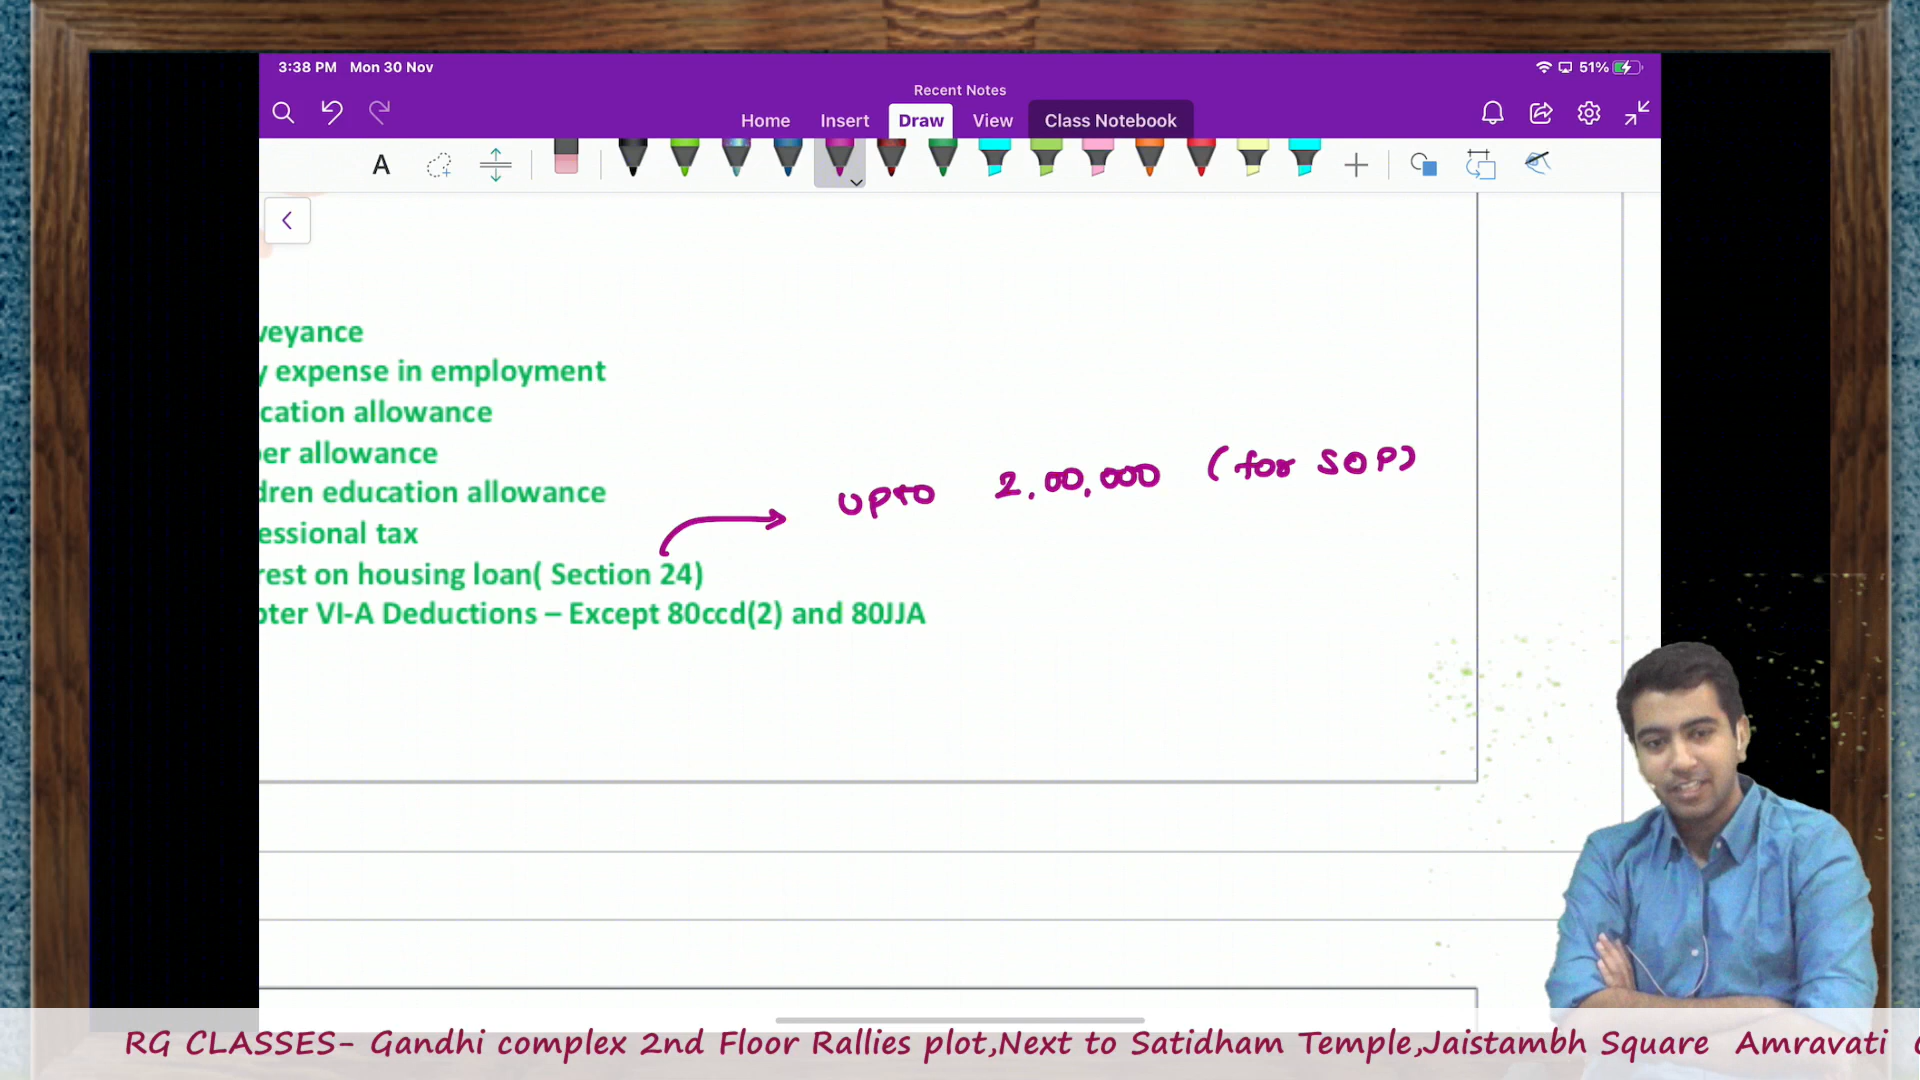 3:38 PM Mon 30 Nov
51%
Recent Notes
Home Insert Draw View Class Notebook
A
veyance
y expense in employment
cation allowance
per allowance
dren education allowance
essional tax
rest on housing loan( Section 24)
pter VI-A Deductions – Except 80ccd(2) and 80JJA
upto 2,00,000 (for SOP)
RG CLASSES- Gandhi complex 2nd Floor Rallies plot,Next to Satidham Temple,Jaistambh Square Amravati